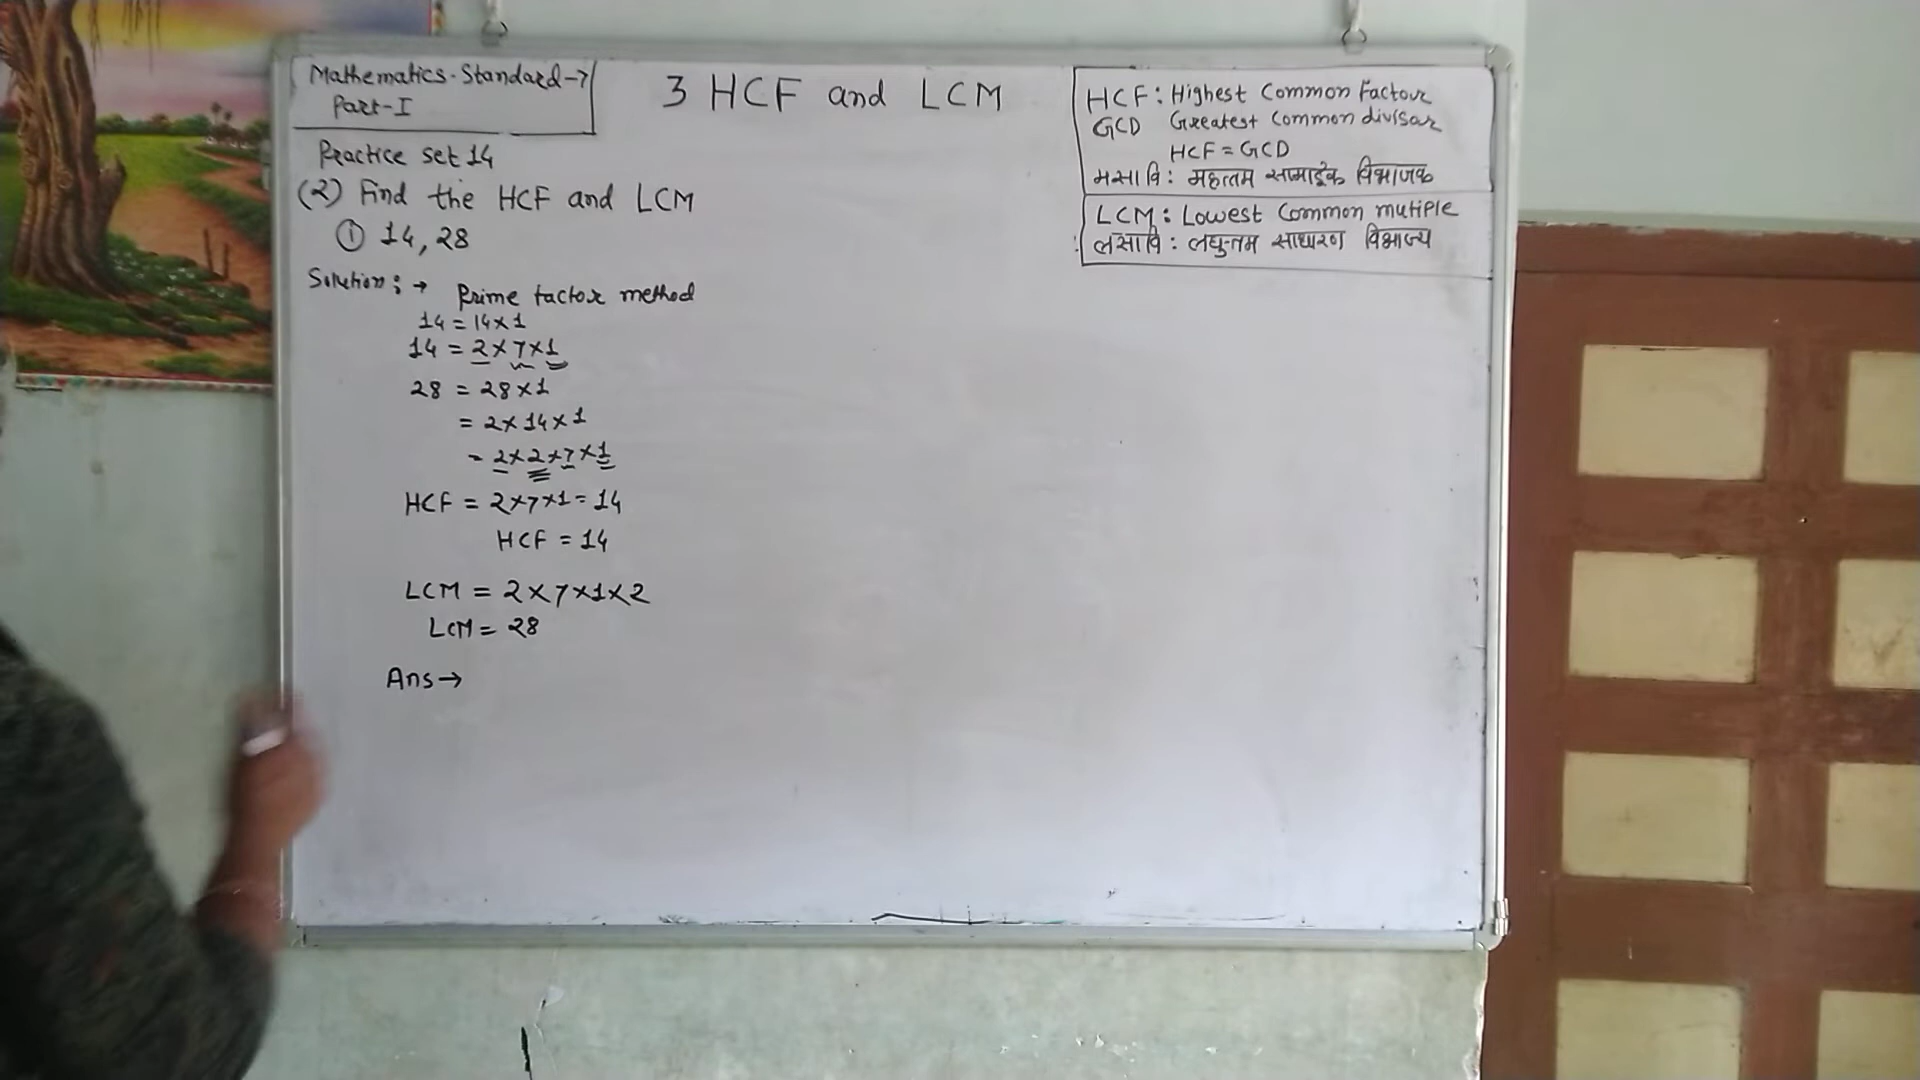 Mathematics-Standard-7
Part-I
3 HCF and LCM
HCF: Highest Common Factour
GCD Greatest Common divisar
HCF = GCD
मसावि: महत्तम सामाईक विभाजक
LCM: Lowest Common mutiple
लसावि: लघुत्तम साधारण विभाज्य
Practice set 14
(2) Find the HCF and LCM
① 14, 28
Solution:→ Prime factor method
14 = 14×1
14 = 2×7×1
28 = 28×1
= 2×14×1
= 2×2×7×1
HCF = 2×7×1=14
HCF = 14
LCM = 2×7×1×2
LCM = 28
Ans→